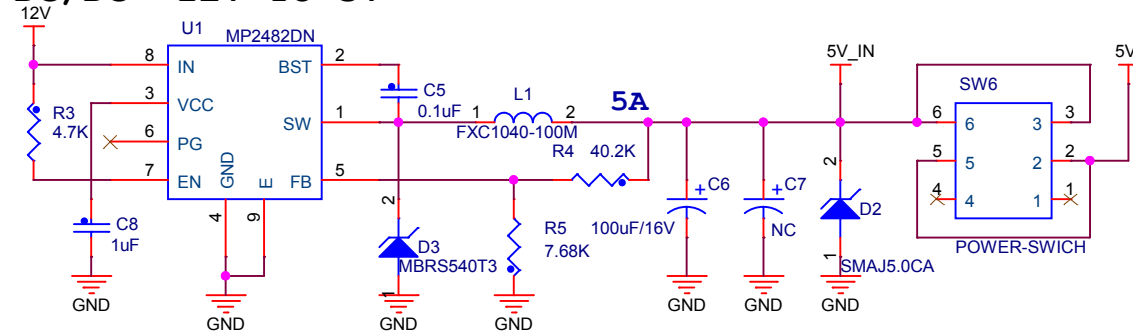 12V
U1
MP2482DN
8
IN
BST
2
3
VCC
C5
0.1uF
R3
4.7K
6
PG
SW
1
1
L1
2
FXC1040-100M
5A
7
EN
GND
E
FB
5
R4
40.2K
4
9
C8
1uF
GND
GND
2
D3
MBRS540T3
1
GND
R5
7.68K
GND
C6
100uF/16V
GND
C7
NC
GND
5V_IN
2
D2
1
SMAJ5.0CA
GND
SW6
6
6
3
3
5
5
2
2
4
4
1
1
POWER-SWICH
5V